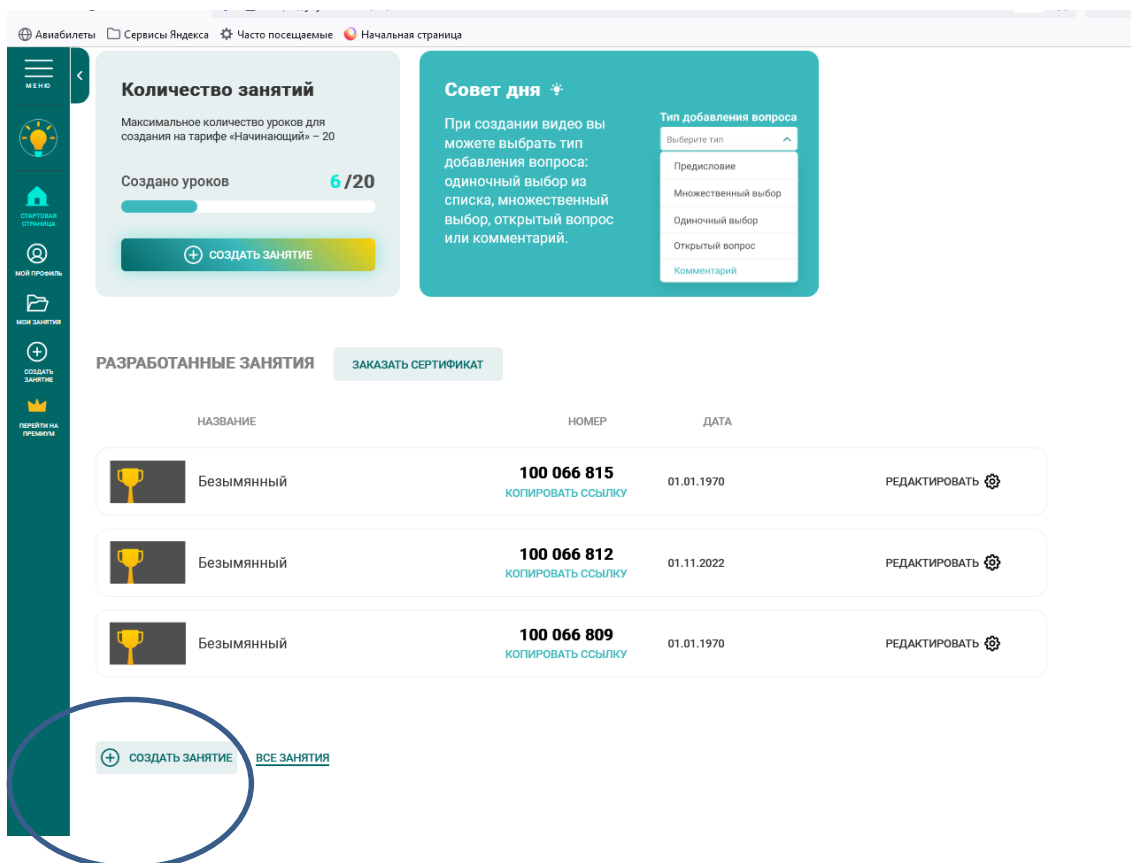 Авиабилеты Сервисы Яндекса Часто посещаемые Начальная страница
МЕНЮ
СТАРТОВАЯ
СТРАНИЦА
МОЙ ПРОФИЛЬ
МОИ ЗАНЯТИЯ
СОЗДАТЬ
ЗАНЯТИЕ
ПЕРЕЙТИ НА
ПРЕМИУМ
Количество занятий
Максимальное количество уроков для
создания на тарифе «Начинающий» – 20
Создано уроков 6/20
СОЗДАТЬ ЗАНЯТИЕ
Совет дня
При создании видео вы
можете выбрать тип
добавления вопроса:
одиночный выбор из
списка, множественный
выбор, открытый вопрос
или комментарий.
Тип добавления вопроса
Выберите тип
Предисловие
Множественный выбор
Одиночный выбор
Открытый вопрос
Комментарий
РАЗРАБОТАННЫЕ ЗАНЯТИЯ ЗАКАЗАТЬ СЕРТИФИКАТ
НАЗВАНИЕ НОМЕР ДАТА
Безымянный 100 066 815 01.01.1970 РЕДАКТИРОВАТЬ
КОПИРОВАТЬ ССЫЛКУ
Безымянный 100 066 812 01.11.2022 РЕДАКТИРОВАТЬ
КОПИРОВАТЬ ССЫЛКУ
Безымянный 100 066 809 01.01.1970 РЕДАКТИРОВАТЬ
КОПИРОВАТЬ ССЫЛКУ
СОЗДАТЬ ЗАНЯТИЕ ВСЕ ЗАНЯТИЯ